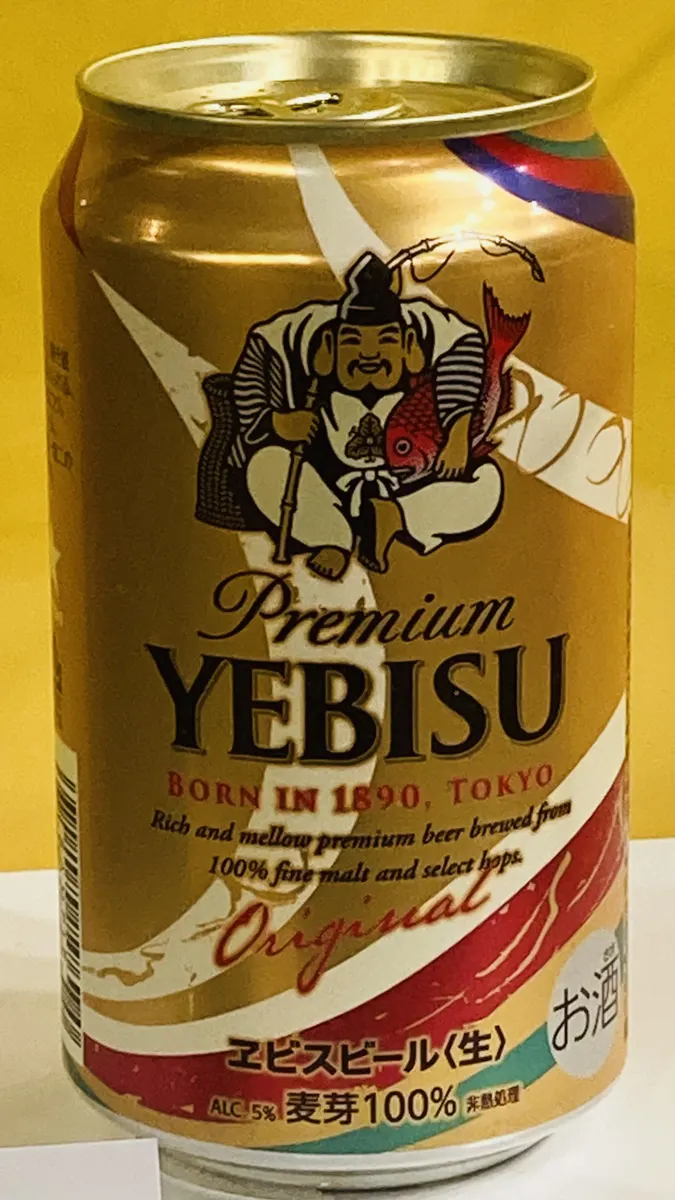 Premium
YEBISU
BORN IN 1890, TOKYO
Rich and mellow premium beer brewed from
100% fine malt and select hops.
Original
ヱビスビール〈生〉
ALC. 5% 麦芽100% 非熱処理
お酒